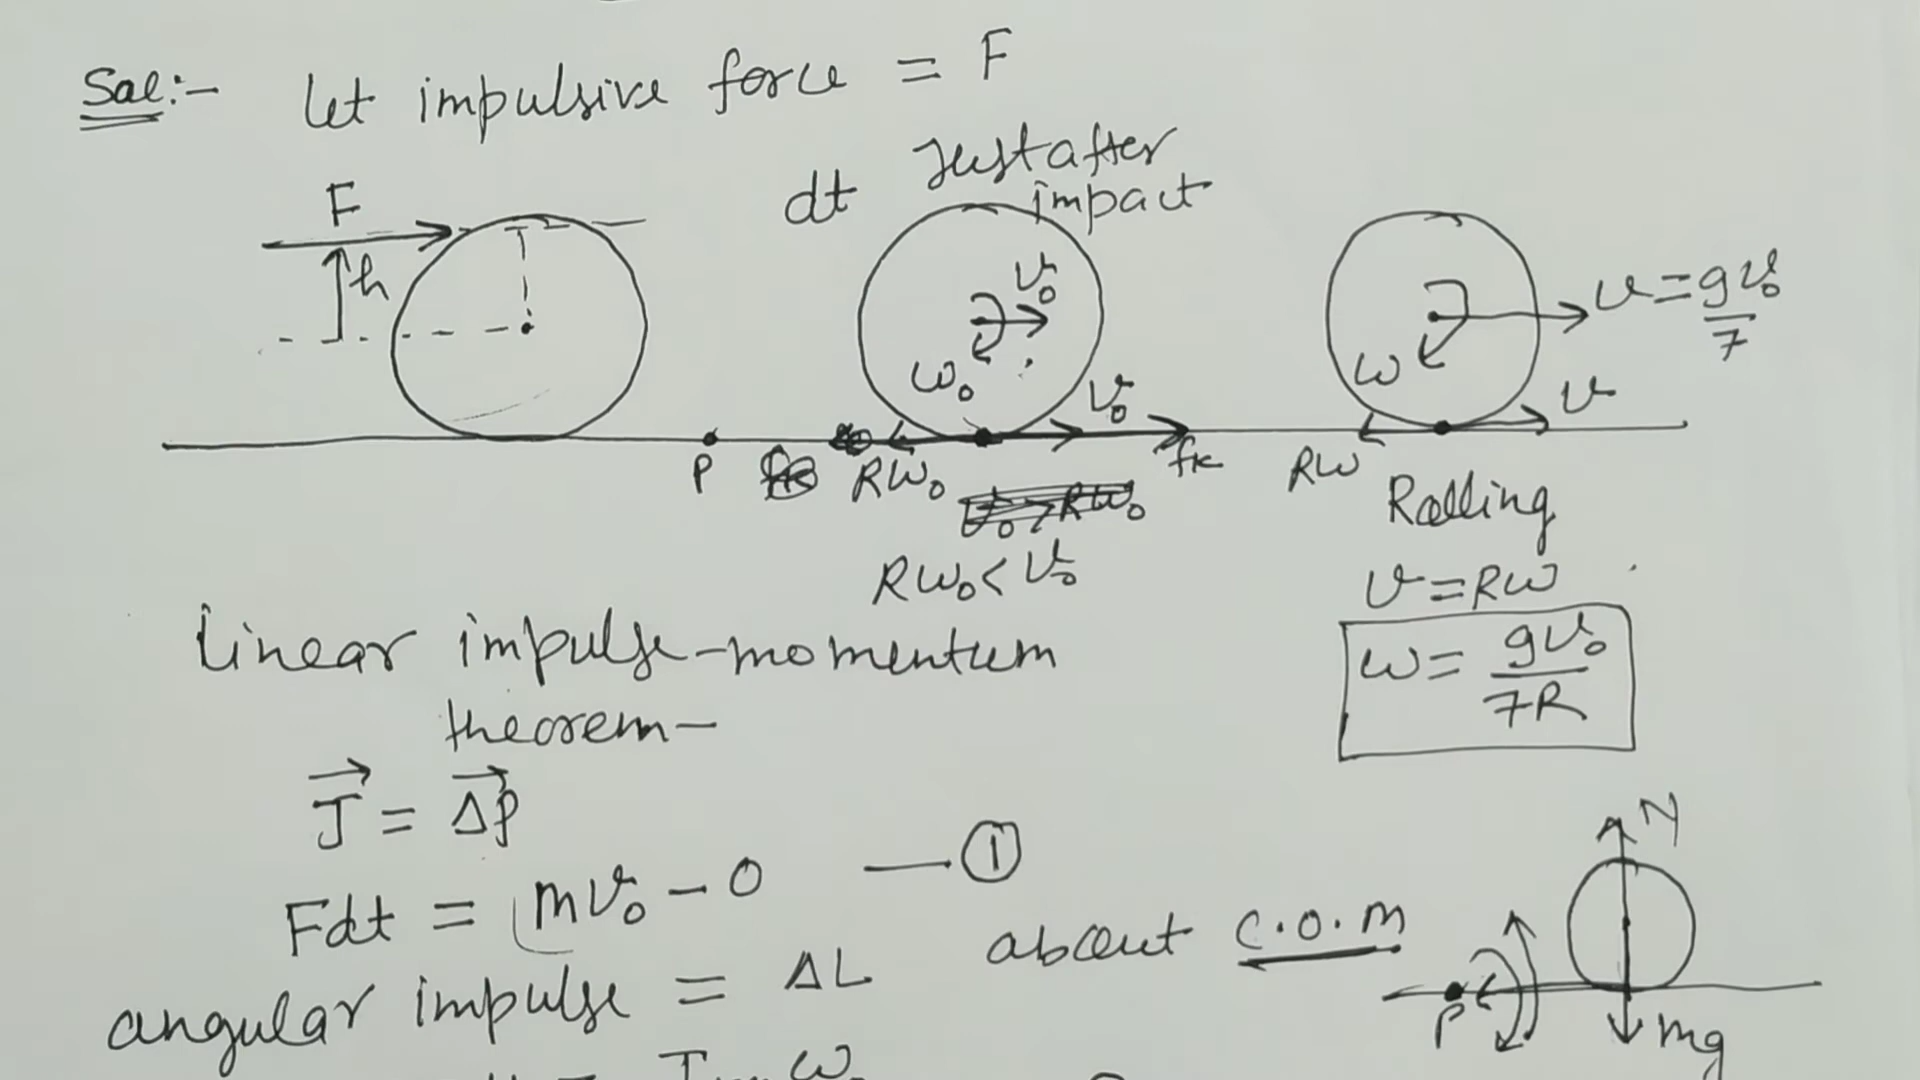 Sol:- Let impulsive force = F
F
h
dt Just after
impact
v₀
ω₀
v₀
P
Rω₀
fk
Rω₀ < v₀
v = 9v₀/7
ω
v
Rω
Rolling
v = Rω
ω = 9v₀/7R
Linear impulse-momentum
theorem-
J = ΔP
Fdt = mv₀ - 0 —①
angular impulse = ΔL about C.O.M
N
P
mg